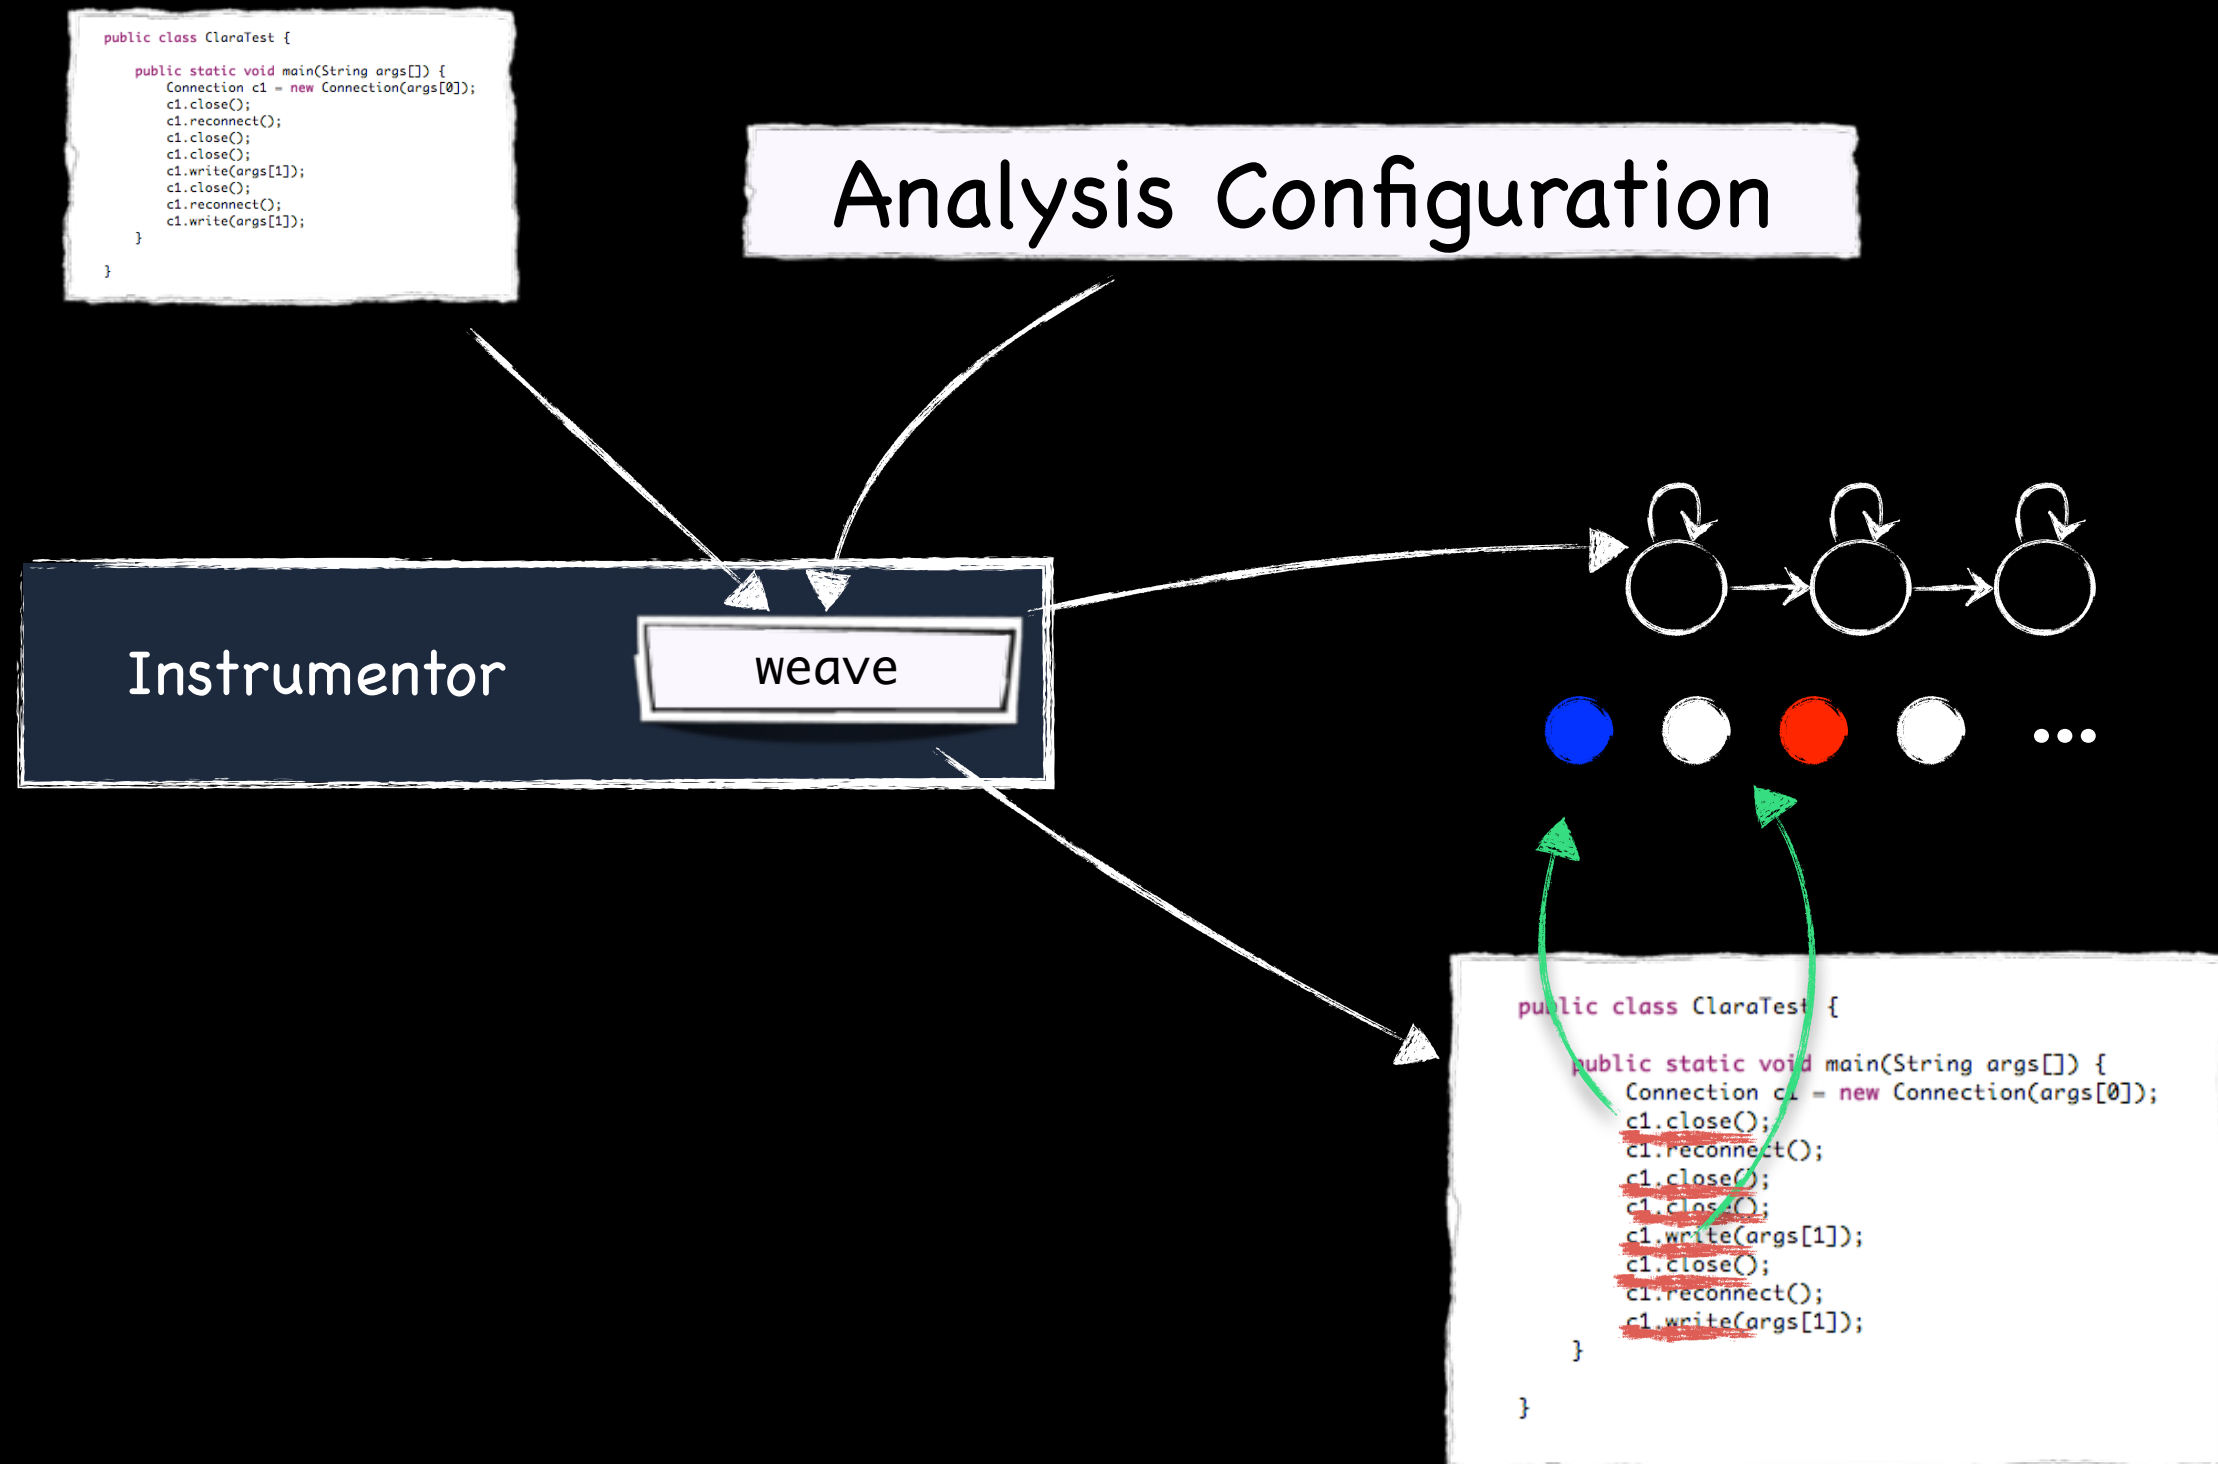 public class ClaraTest {
public static void main(String args[]) {
Connection c1 = new Connection(args[0]);
c1.close();
c1.reconnect();
c1.close();
c1.close();
c1.write(args[1]);
c1.close();
c1.reconnect();
c1.write(args[1]);
}
}
Analysis Configuration
Instrumentor
weave
...
public class ClaraTest {
public static void main(String args[]) {
Connection c1 = new Connection(args[0]);
c1.close();
c1.reconnect();
c1.close();
c1.close();
c1.write(args[1]);
c1.close();
c1.reconnect();
c1.write(args[1]);
}
}